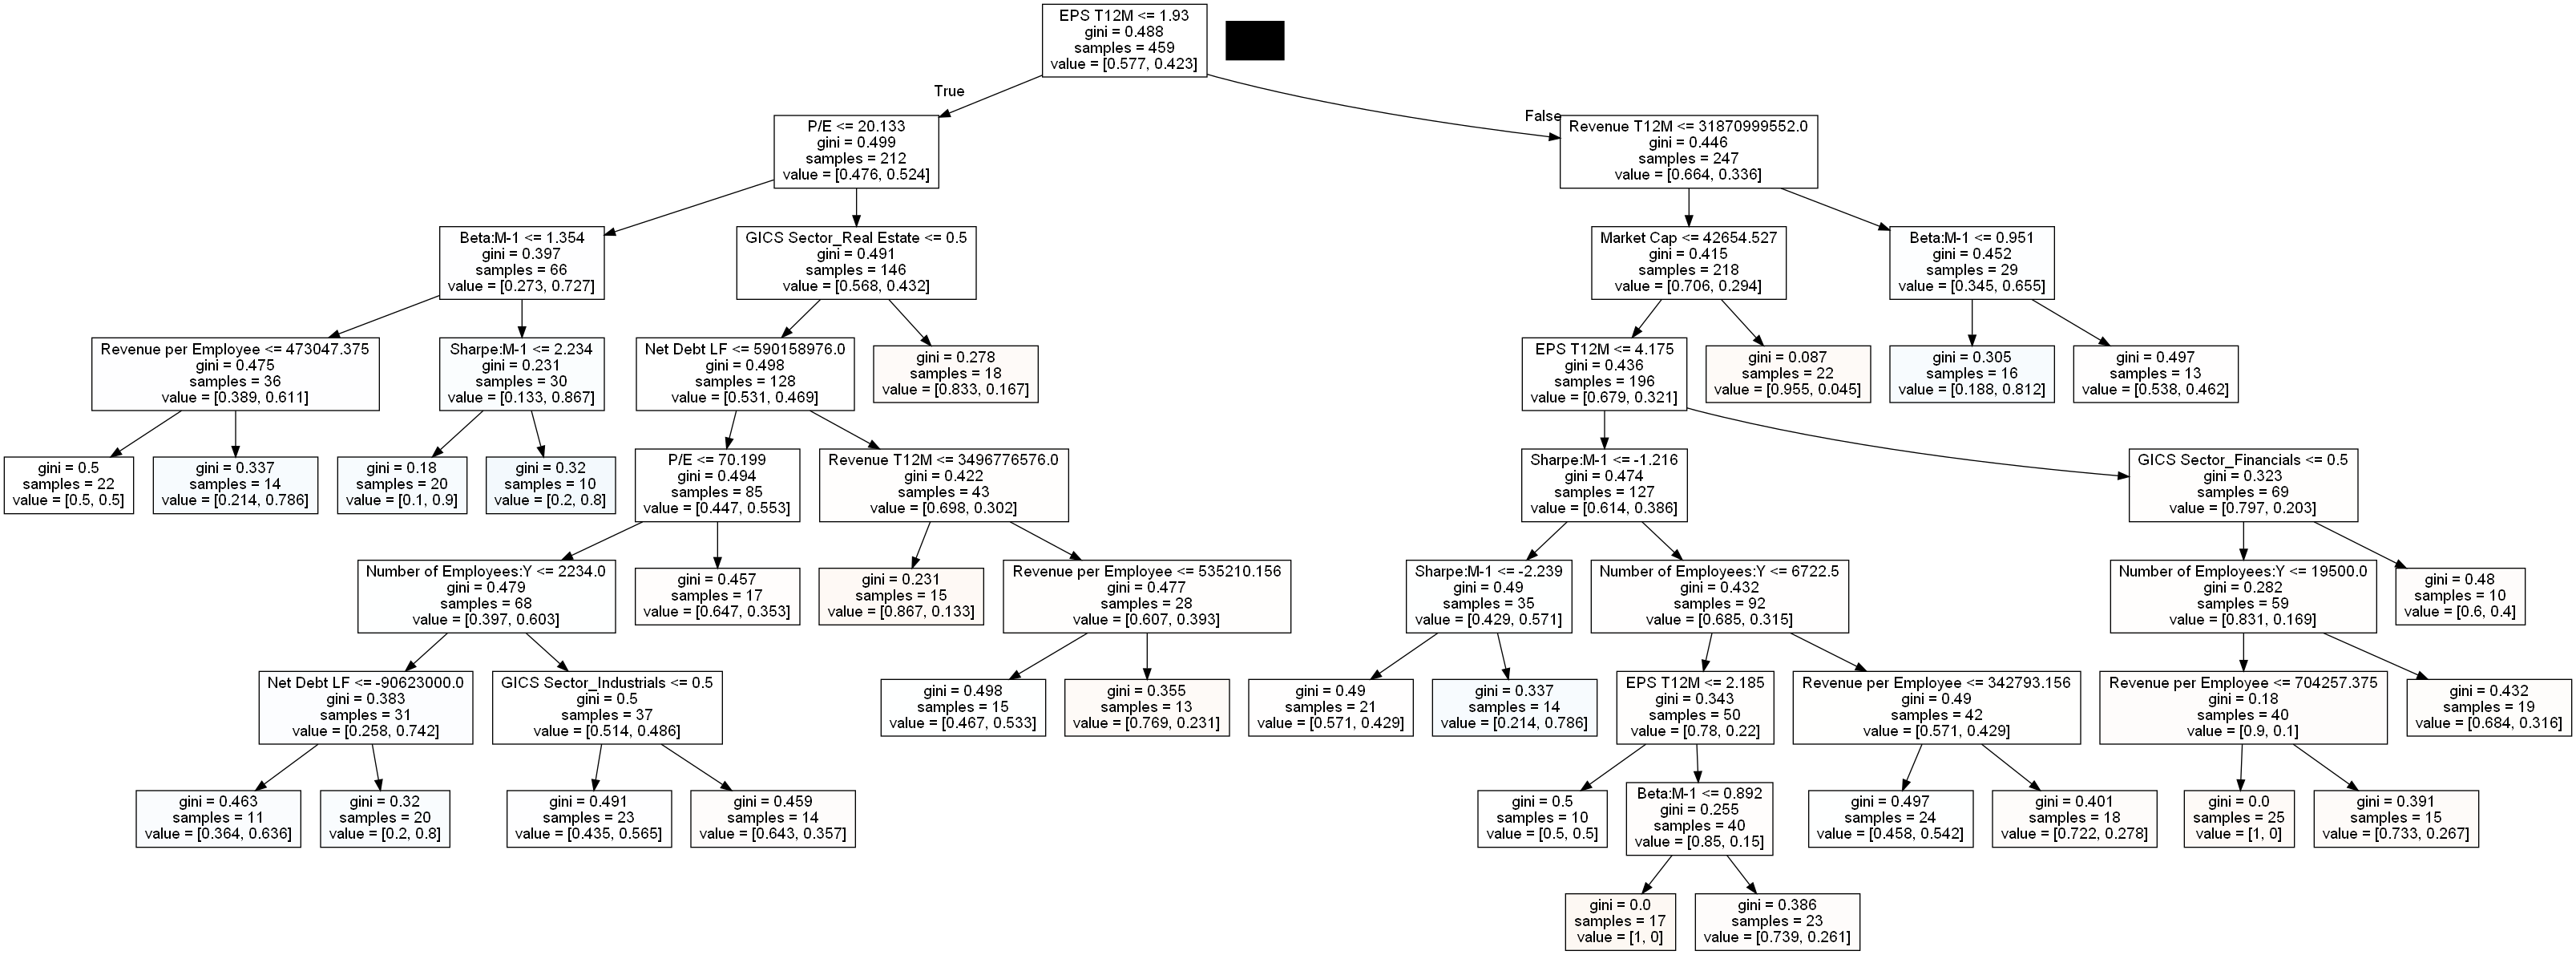 EPS T12M <= 1.93
gini = 0.488
samples = 459
value = [0.577, 0.423]
True
False
P/E <= 20.133
gini = 0.499
samples = 212
value = [0.476, 0.524]
Revenue T12M <= 31870999552.0
gini = 0.446
samples = 247
value = [0.664, 0.336]
Beta:M-1 <= 1.354
gini = 0.397
samples = 66
value = [0.273, 0.727]
GICS Sector_Real Estate <= 0.5
gini = 0.491
samples = 146
value = [0.568, 0.432]
Market Cap <= 42654.527
gini = 0.415
samples = 218
value = [0.706, 0.294]
Beta:M-1 <= 0.951
gini = 0.452
samples = 29
value = [0.345, 0.655]
Revenue per Employee <= 473047.375
gini = 0.475
samples = 36
value = [0.389, 0.611]
Sharpe:M-1 <= 2.234
gini = 0.231
samples = 30
value = [0.133, 0.867]
Net Debt LF <= 590158976.0
gini = 0.498
samples = 128
value = [0.531, 0.469]
gini = 0.278
samples = 18
value = [0.833, 0.167]
EPS T12M <= 4.175
gini = 0.436
samples = 196
value = [0.679, 0.321]
gini = 0.087
samples = 22
value = [0.955, 0.045]
gini = 0.305
samples = 16
value = [0.188, 0.812]
gini = 0.497
samples = 13
value = [0.538, 0.462]
gini = 0.5
samples = 22
value = [0.5, 0.5]
gini = 0.337
samples = 14
value = [0.214, 0.786]
gini = 0.18
samples = 20
value = [0.1, 0.9]
gini = 0.32
samples = 10
value = [0.2, 0.8]
P/E <= 70.199
gini = 0.494
samples = 85
value = [0.447, 0.553]
Revenue T12M <= 3496776576.0
gini = 0.422
samples = 43
value = [0.698, 0.302]
Sharpe:M-1 <= -1.216
gini = 0.474
samples = 127
value = [0.614, 0.386]
GICS Sector_Financials <= 0.5
gini = 0.323
samples = 69
value = [0.797, 0.203]
Number of Employees:Y <= 2234.0
gini = 0.479
samples = 68
value = [0.397, 0.603]
gini = 0.457
samples = 17
value = [0.647, 0.353]
gini = 0.231
samples = 15
value = [0.867, 0.133]
Revenue per Employee <= 535210.156
gini = 0.477
samples = 28
value = [0.607, 0.393]
Sharpe:M-1 <= -2.239
gini = 0.49
samples = 35
value = [0.429, 0.571]
Number of Employees:Y <= 6722.5
gini = 0.432
samples = 92
value = [0.685, 0.315]
Number of Employees:Y <= 19500.0
gini = 0.282
samples = 59
value = [0.831, 0.169]
gini = 0.48
samples = 10
value = [0.6, 0.4]
Net Debt LF <= -90623000.0
gini = 0.383
samples = 31
value = [0.258, 0.742]
GICS Sector_Industrials <= 0.5
gini = 0.5
samples = 37
value = [0.514, 0.486]
gini = 0.498
samples = 15
value = [0.467, 0.533]
gini = 0.355
samples = 13
value = [0.769, 0.231]
gini = 0.49
samples = 21
value = [0.571, 0.429]
gini = 0.337
samples = 14
value = [0.214, 0.786]
EPS T12M <= 2.185
gini = 0.343
samples = 50
value = [0.78, 0.22]
Revenue per Employee <= 342793.156
gini = 0.49
samples = 42
value = [0.571, 0.429]
Revenue per Employee <= 704257.375
gini = 0.18
samples = 40
value = [0.9, 0.1]
gini = 0.432
samples = 19
value = [0.684, 0.316]
gini = 0.463
samples = 11
value = [0.364, 0.636]
gini = 0.32
samples = 20
value = [0.2, 0.8]
gini = 0.491
samples = 23
value = [0.435, 0.565]
gini = 0.459
samples = 14
value = [0.643, 0.357]
gini = 0.5
samples = 10
value = [0.5, 0.5]
Beta:M-1 <= 0.892
gini = 0.255
samples = 40
value = [0.85, 0.15]
gini = 0.497
samples = 24
value = [0.458, 0.542]
gini = 0.401
samples = 18
value = [0.722, 0.278]
gini = 0.0
samples = 25
value = [1, 0]
gini = 0.391
samples = 15
value = [0.733, 0.267]
gini = 0.0
samples = 17
value = [1, 0]
gini = 0.386
samples = 23
value = [0.739, 0.261]